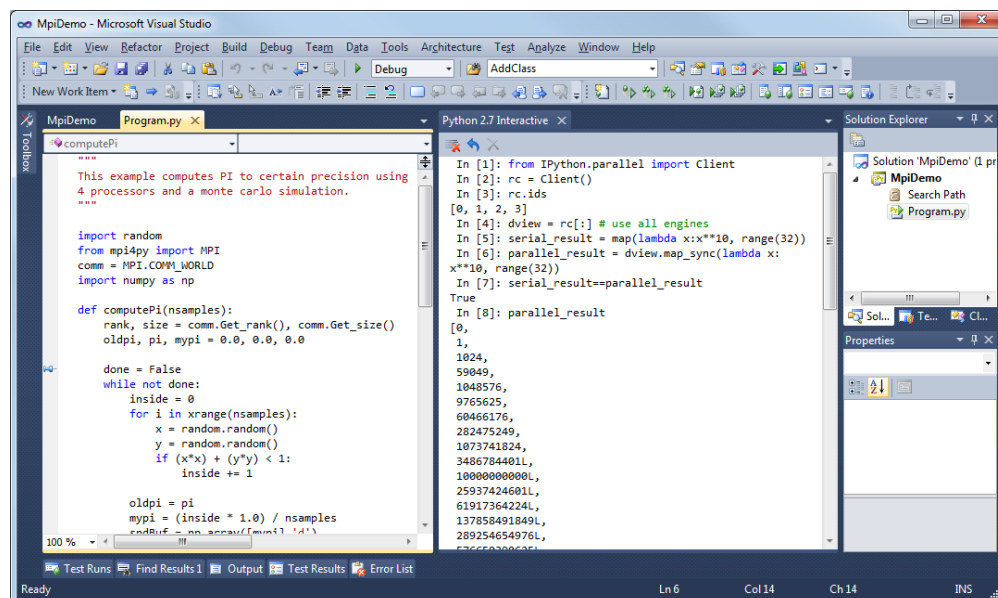 MpiDemo - Microsoft Visual Studio
File Edit View Refactor Project Build Debug Team Data Tools Architecture Test Analyze Window Help
Debug AddClass
New Work Item
Toolbox
MpiDemo Program.py
computePi
"""
This example computes PI to certain precision using
4 processors and a monte carlo simulation.
"""
import random
from mpi4py import MPI
comm = MPI.COMM_WORLD
import numpy as np
def computePi(nsamples):
rank, size = comm.Get_rank(), comm.Get_size()
oldpi, pi, mypi = 0.0, 0.0, 0.0
done = False
while not done:
inside = 0
for i in xrange(nsamples):
x = random.random()
y = random.random()
if (x*x) + (y*y) < 1:
inside += 1
oldpi = pi
mypi = (inside * 1.0) / nsamples
100 %
Python 2.7 Interactive
In [1]: from IPython.parallel import Client
In [2]: rc = Client()
In [3]: rc.ids
[0, 1, 2, 3]
In [4]: dview = rc[:] # use all engines
In [5]: serial_result = map(lambda x:x**10, range(32))
In [6]: parallel_result = dview.map_sync(lambda x:
x**10, range(32))
In [7]: serial_result==parallel_result
True
In [8]: parallel_result
[0,
1,
1024,
59049,
1048576,
9765625,
60466176,
282475249,
1073741824,
3486784401L,
10000000000L,
25937424601L,
61917364224L,
137858491849L,
289254654976L,
Solution Explorer
Solution 'MpiDemo' (1 pr
MpiDemo
Search Path
Program.py
Sol... Te... Cl...
Properties
Test Runs Find Results 1 Output Test Results Error List
Ready Ln 6 Col 14 Ch 14 INS